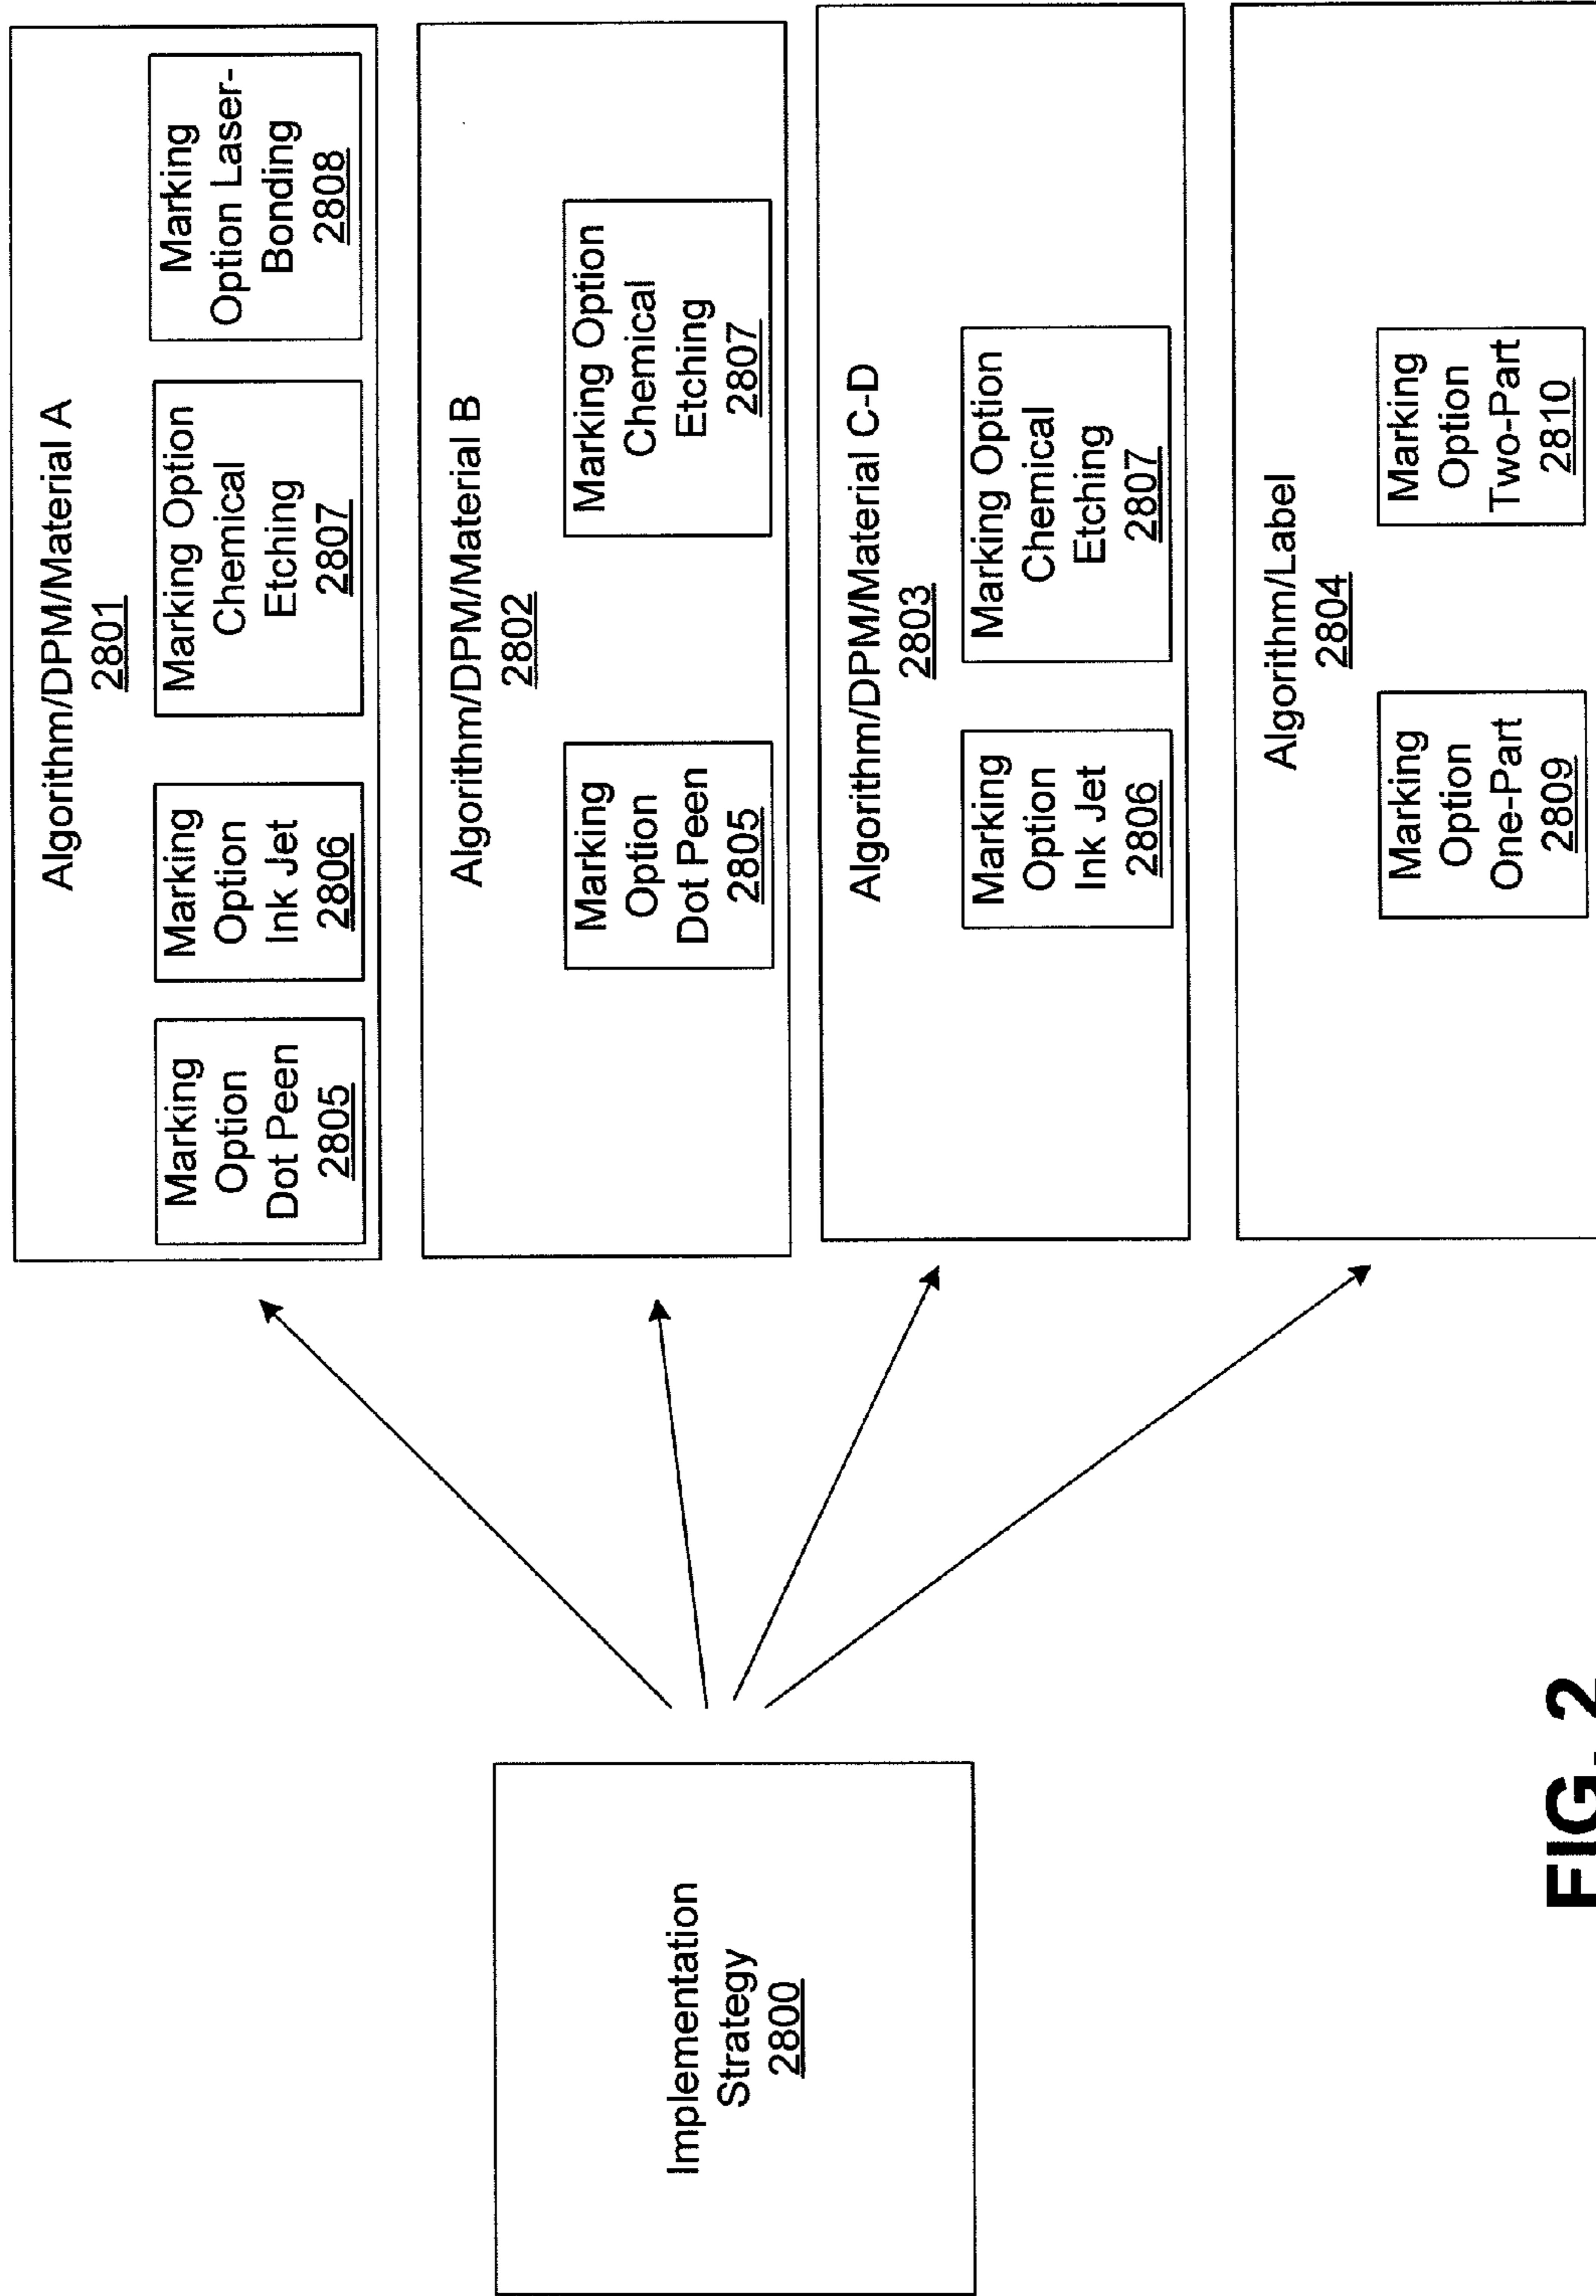 Implementation
Strategy
2800
Algorithm/DPM/Material A
2801
Marking
Option
Dot Peen
2805
Marking
Option
Ink Jet
2806
Marking Option
Chemical
Etching
2807
Marking
Option Laser-
Bonding
2808
Algorithm/DPM/Material B
2802
Marking
Option
Dot Peen
2805
Marking Option
Chemical
Etching
2807
Algorithm/DPM/Material C-D
2803
Marking
Option
Ink Jet
2806
Marking Option
Chemical
Etching
2807
Algorithm/Label
2804
Marking
Option
One-Part
2809
Marking
Option
Two-Part
2810
FIG. 2